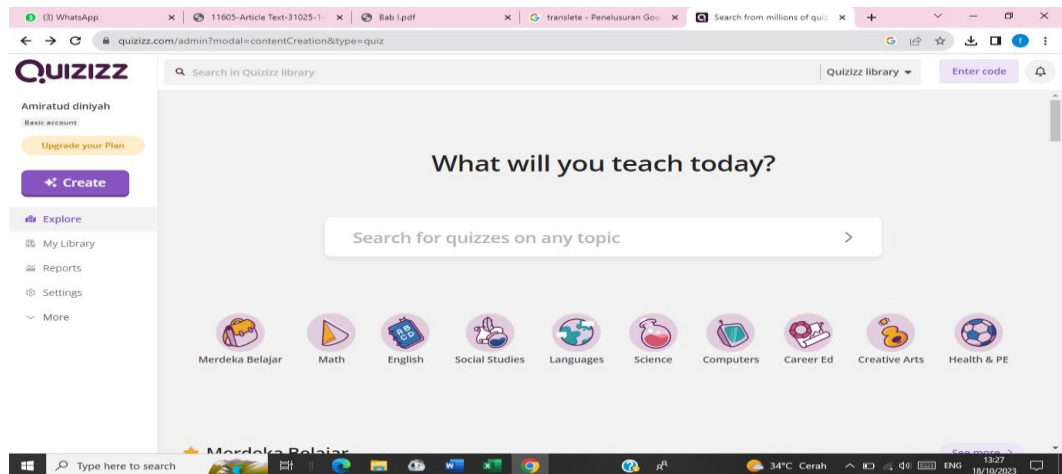 (3) WhatsApp
11605-Article Text-31025-1-
Bab I.pdf
translete - Penelusuran Goo
Search from millions of quiz
quizizz.com/admin?modal=contentCreation&type=quiz
QUIZIZZ
Search in Quizizz library
Quizizz library
Enter code
Amiratud diniyah
Basic account
Upgrade your Plan
Create
Explore
My Library
Reports
Settings
More
What will you teach today?
Search for quizzes on any topic
Merdeka Belajar
Math
English
Social Studies
Languages
Science
Computers
Career Ed
Creative Arts
Health & PE
Merdeka Belajar
See more
Type here to search
34°C Cerah
ENG
13:27
18/10/2023